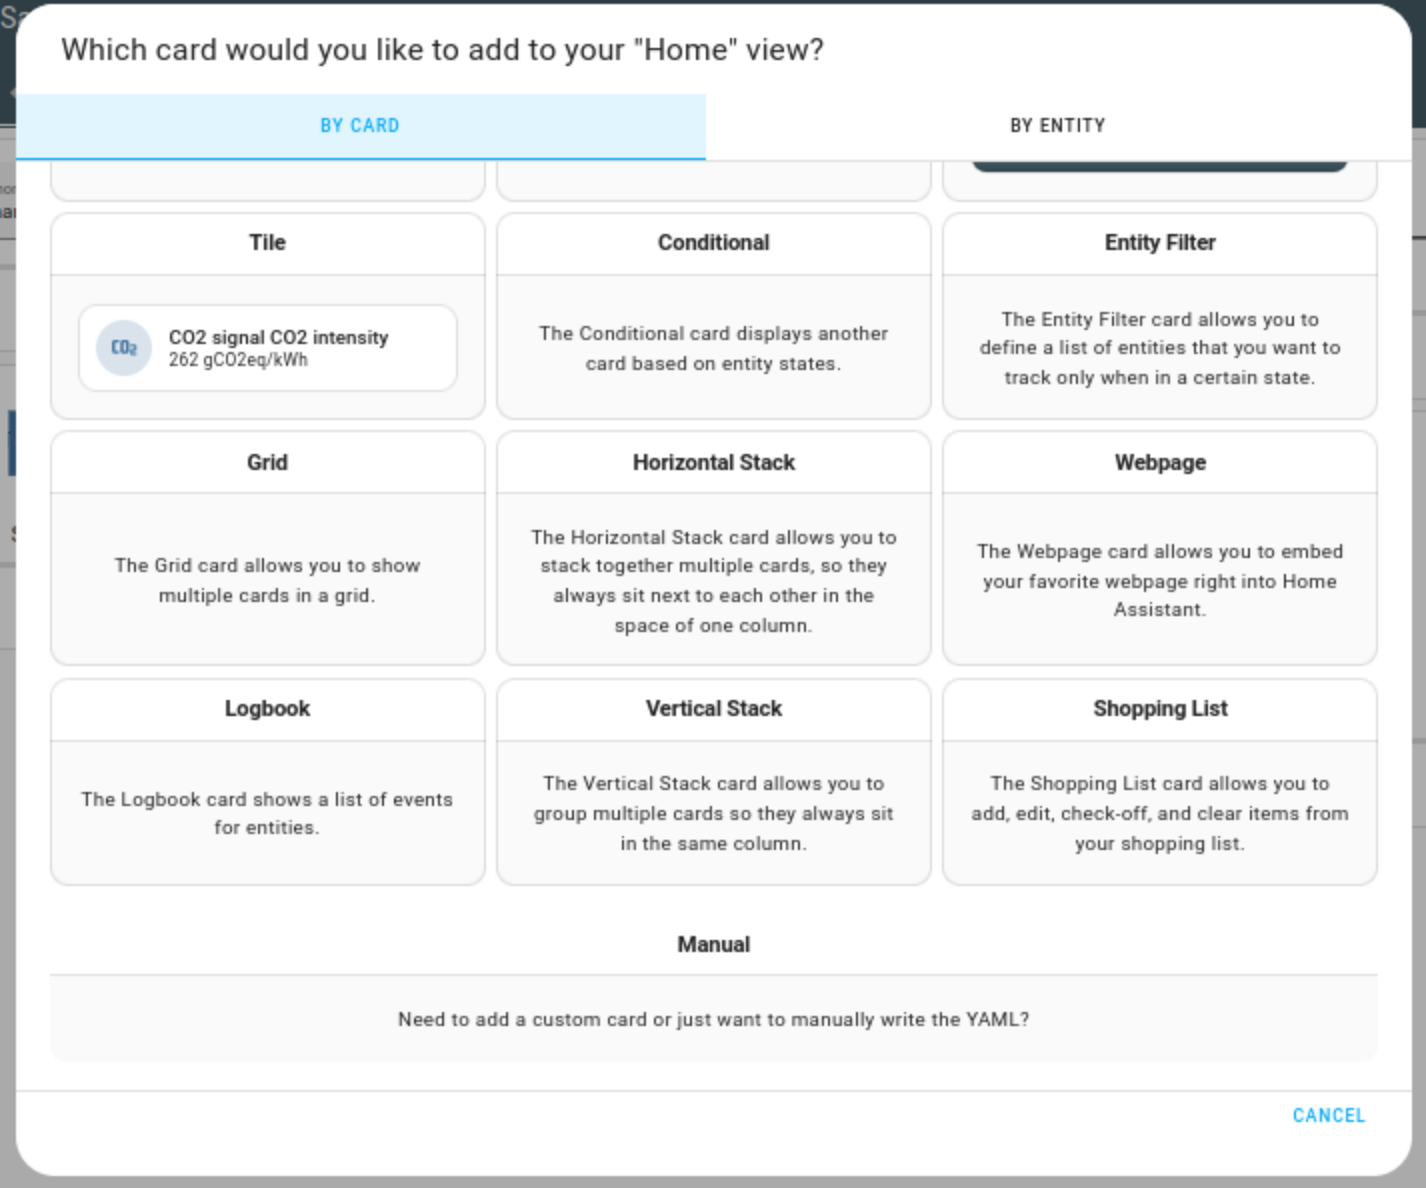 Sa
Which card would you like to add to your "Home" view?
BY CARD
BY ENTITY
Tile
CO2 signal CO2 intensity
262 gCO2eq/kWh
Conditional
The Conditional card displays another
card based on entity states.
Entity Filter
The Entity Filter card allows you to
define a list of entities that you want to
track only when in a certain state.
Grid
The Grid card allows you to show
multiple cards in a grid.
Horizontal Stack
The Horizontal Stack card allows you to
stack together multiple cards, so they
always sit next to each other in the
space of one column.
Webpage
The Webpage card allows you to embed
your favorite webpage right into Home
Assistant.
Logbook
The Logbook card shows a list of events
for entities.
Vertical Stack
The Vertical Stack card allows you to
group multiple cards so they always sit
in the same column.
Shopping List
The Shopping List card allows you to
add, edit, check-off, and clear items from
your shopping list.
Manual
Need to add a custom card or just want to manually write the YAML?
CANCEL